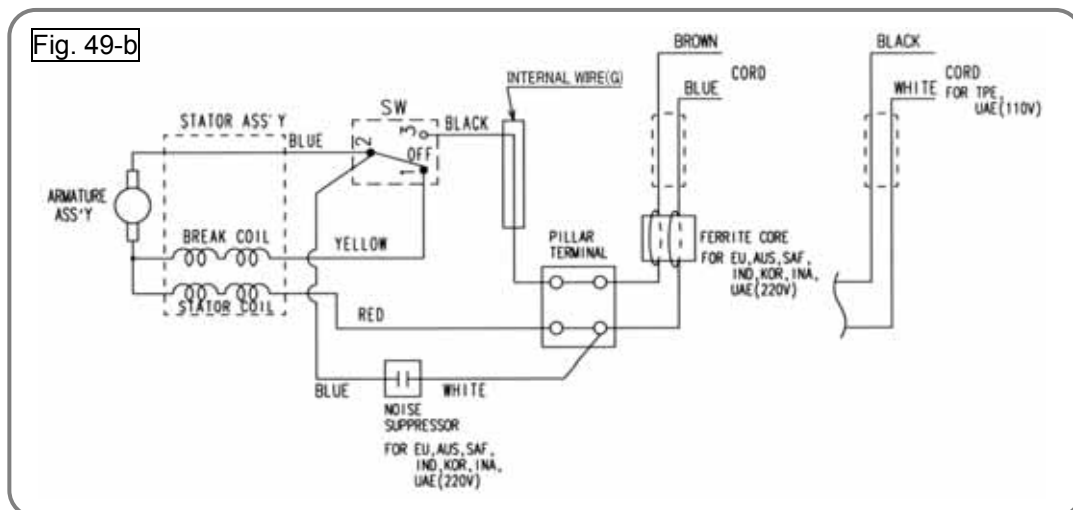 Fig. 49-b
BROWN
CORD
BLUE
BLACK
CORD
WHITE
FOR TPE,
UAE(110V)
INTERNAL WIRE(G)
SW
3
BLACK
2
OFF
1
STATOR ASS'Y
BLUE
ARMATURE
ASS'Y
BREAK COIL
YELLOW
STATOR COIL
RED
PILLAR
TERMINAL
FERRITE CORE
FOR EU,AUS,SAF,
IND,KOR,INA,
UAE(220V)
BLUE
WHITE
NOISE
SUPPRESSOR
FOR EU,AUS,SAF,
IND,KOR,INA,
UAE(220V)